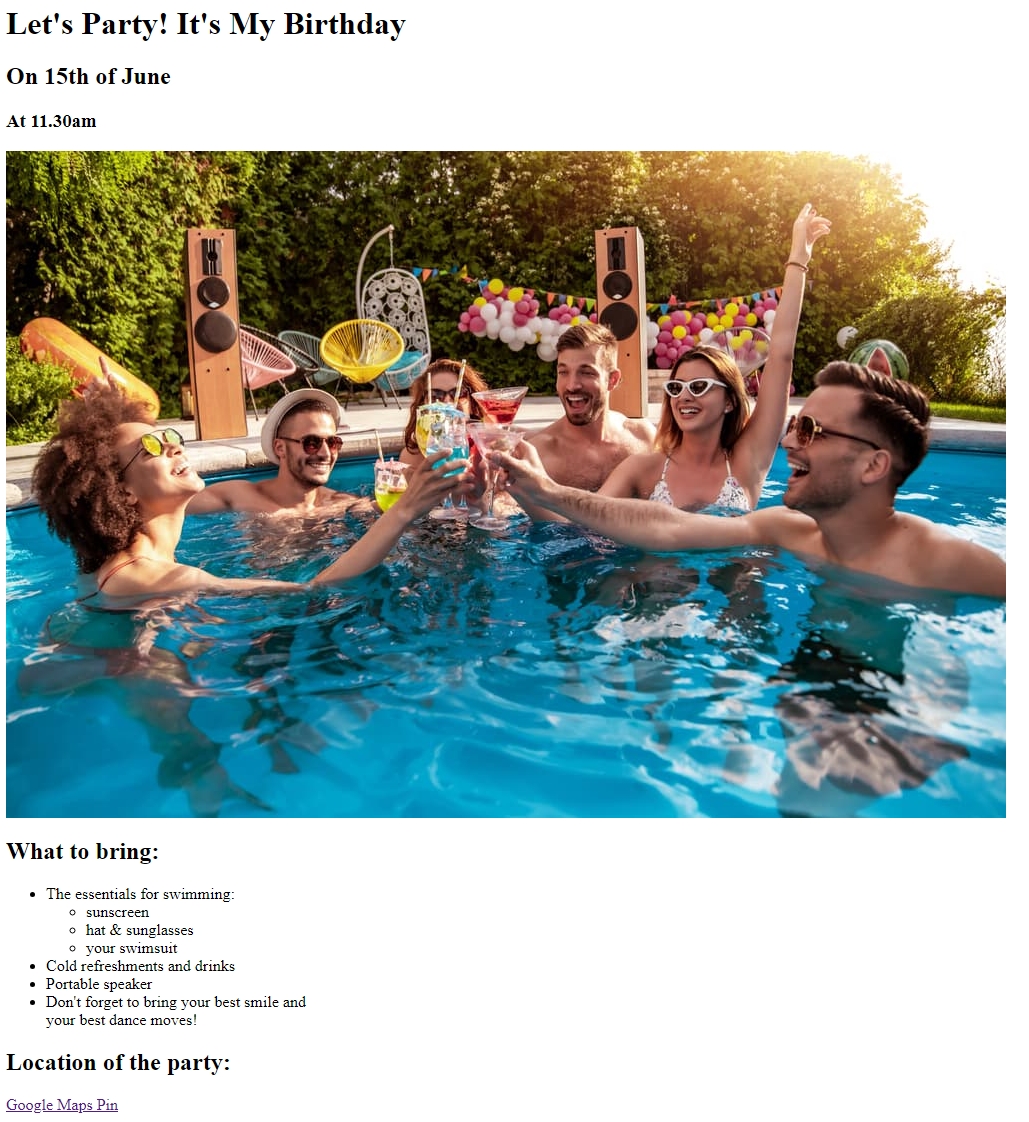 Let's Party! It's My Birthday
On 15th of June
At 11.30am
What to bring:
The essentials for swimming:
sunscreen
hat & sunglasses
your swimsuit
Cold refreshments and drinks
Portable speaker
Don't forget to bring your best smile and
your best dance moves!
Location of the party:
Google Maps Pin